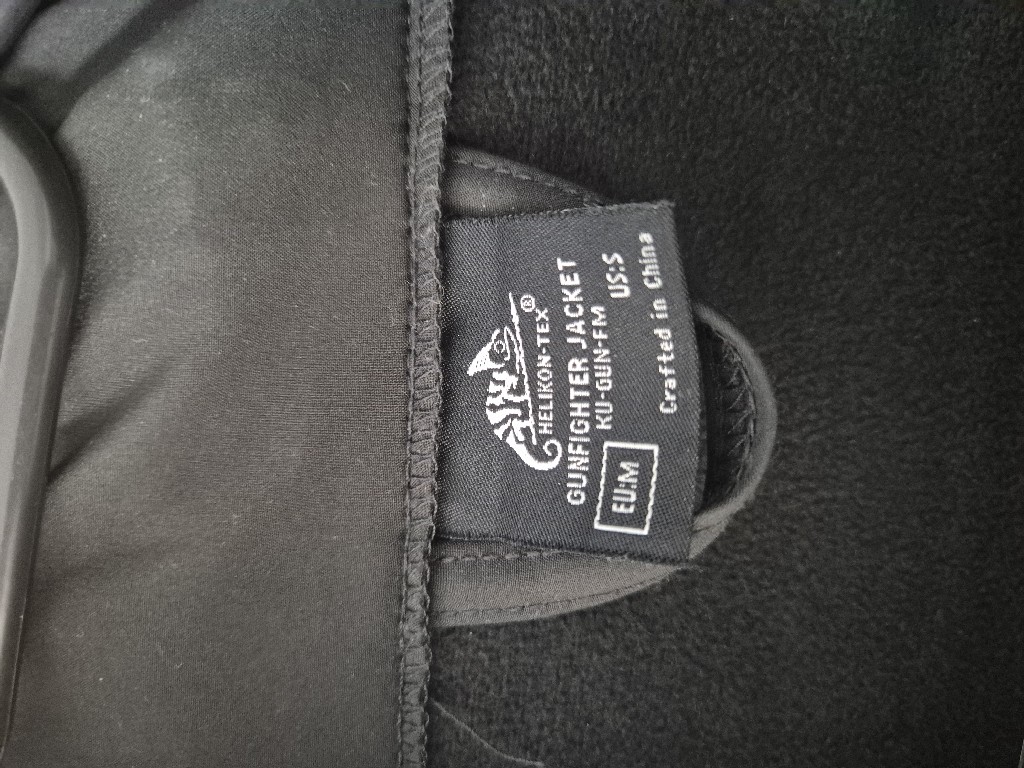 HELIKON-TEX®
GUNFIGHTER JACKET
KU-GUN-FM
EU:M US:S
Crafted in China